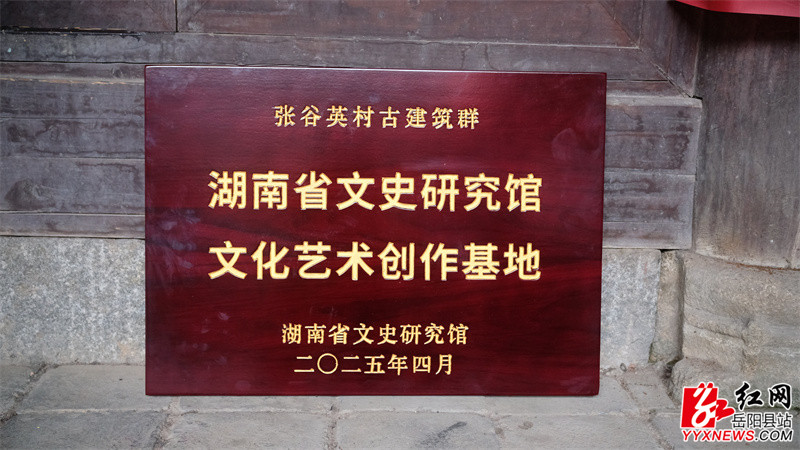 张谷英村古建筑群
湖南省文史研究馆
文化艺术创作基地
湖南省文史研究馆
二〇二五年四月
红网
岳阳县站
YYXNEWS.COM